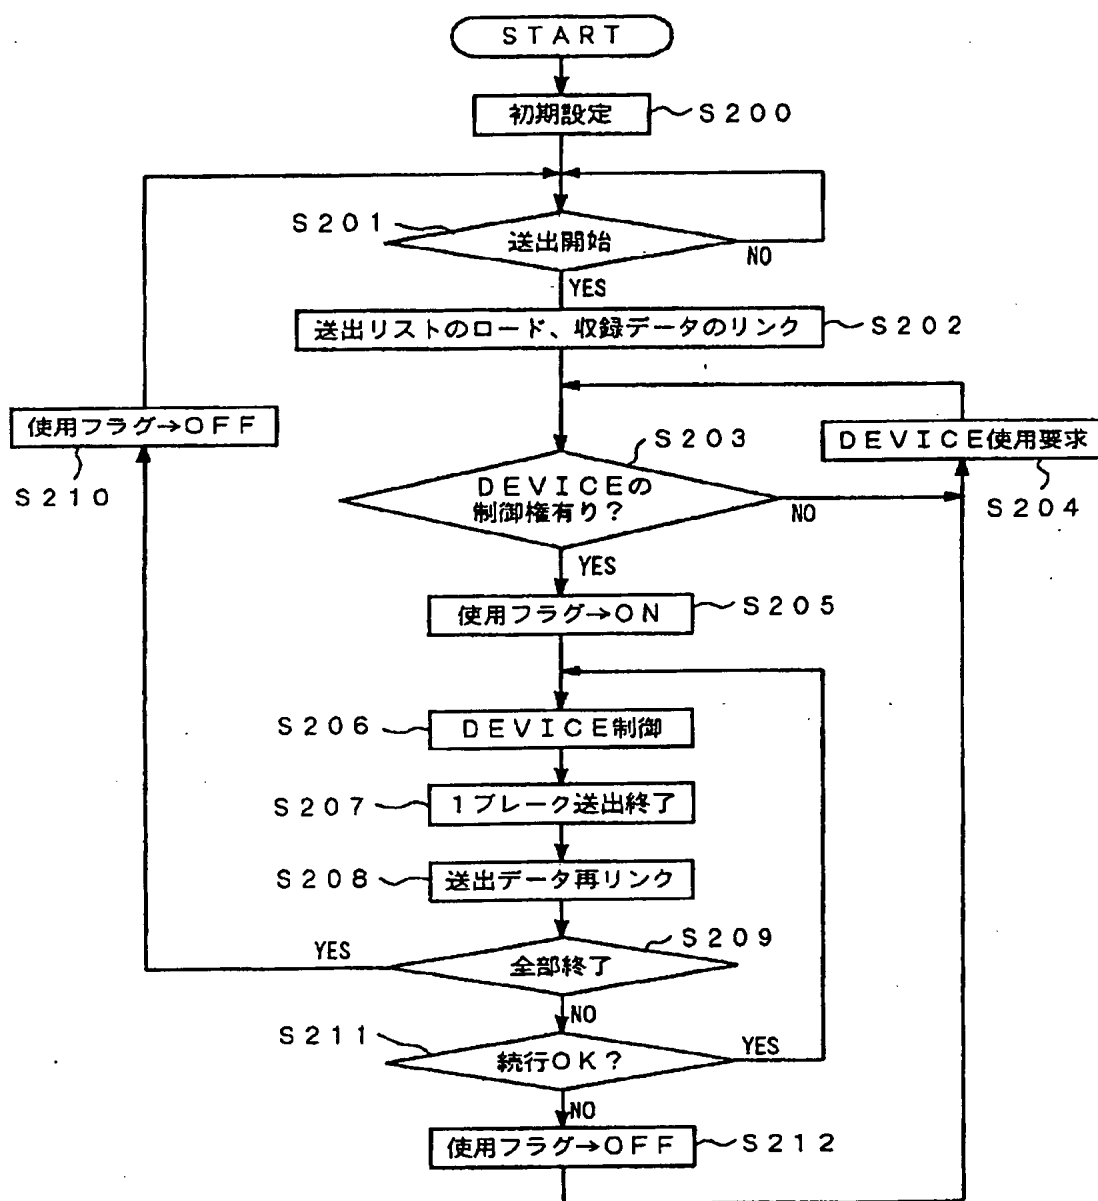 START
初期設定
S200
S201
送出開始
NO
YES
送出リストのロード、収録データのリンク
S202
使用フラグ→OFF
S210
S203
DEVICE使用要求
S204
DEVICEの
制御権有り?
NO
YES
使用フラグ→ON
S205
S206
DEVICE制御
S207
1ブレーク送出終了
S208
送出データ再リンク
S209
YES
全部終了
NO
S211
続行OK?
YES
NO
使用フラグ→OFF
S212